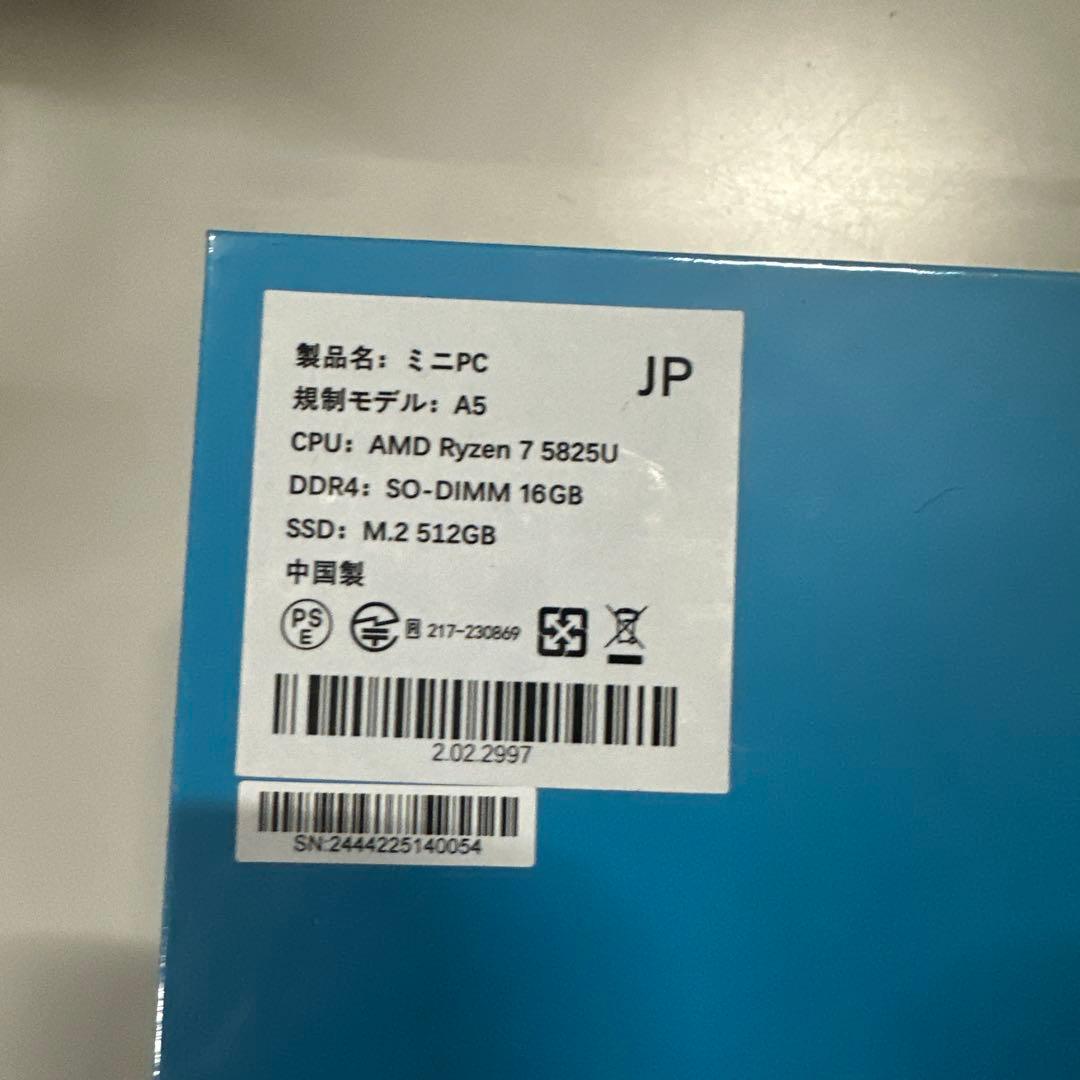 製品名：ミニPC
JP
規制モデル：A5
CPU：AMD Ryzen 7 5825U
DDR4：SO-DIMM 16GB
SSD：M.2 512GB
中国製
PS
E
R 217-230869
2.02.2997
SN:2444225140054